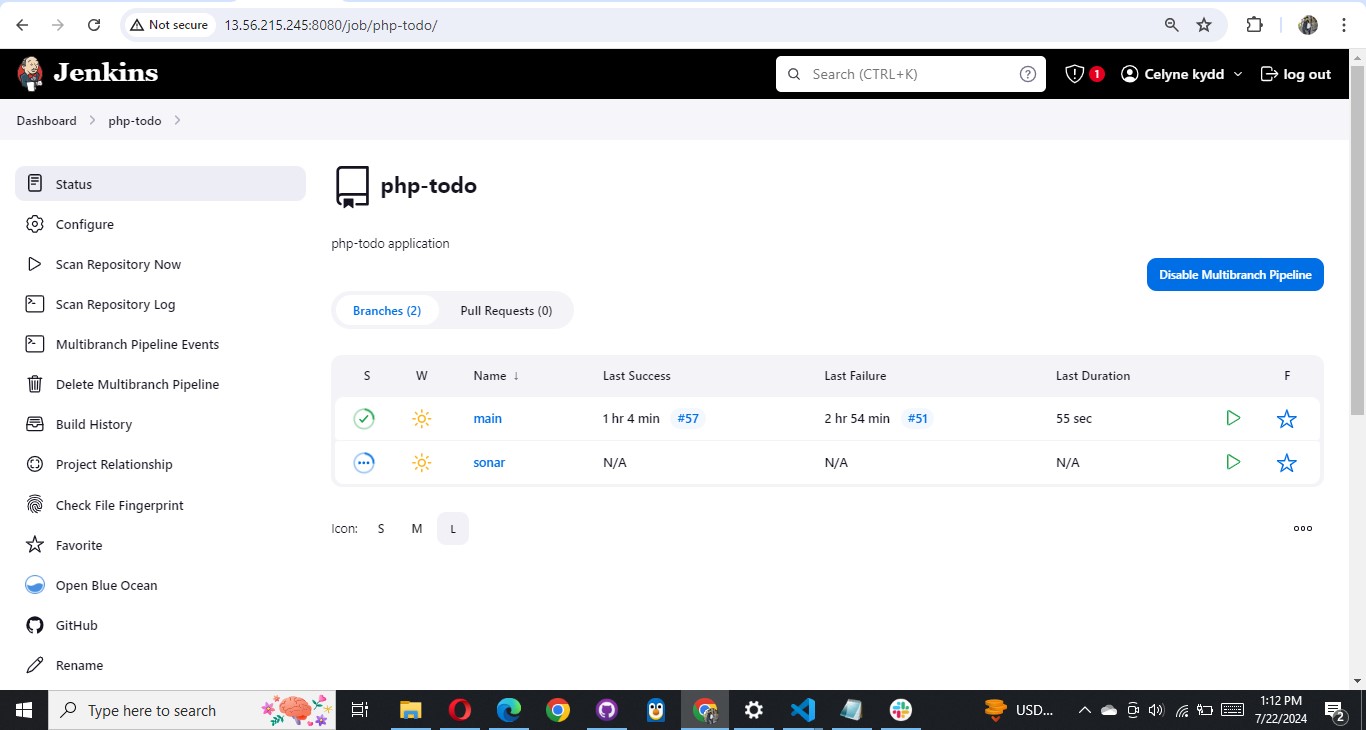 Not secure 13.56.215.245:8080/job/php-todo/
Jenkins
Search (CTRL+K) ?
1
Celyne kydd
log out
Dashboard
php-todo
Status
Configure
Scan Repository Now
Scan Repository Log
Multibranch Pipeline Events
Delete Multibranch Pipeline
Build History
Project Relationship
Check File Fingerprint
Favorite
Open Blue Ocean
GitHub
Rename
php-todo
php-todo application
Disable Multibranch Pipeline
Branches (2) Pull Requests (0)
S W Name ↓ Last Success Last Failure Last Duration F
main 1 hr 4 min #57 2 hr 54 min #51 55 sec
sonar N/A N/A N/A
Icon: S M L
Type here to search
USD...
1:12 PM
7/22/2024
2